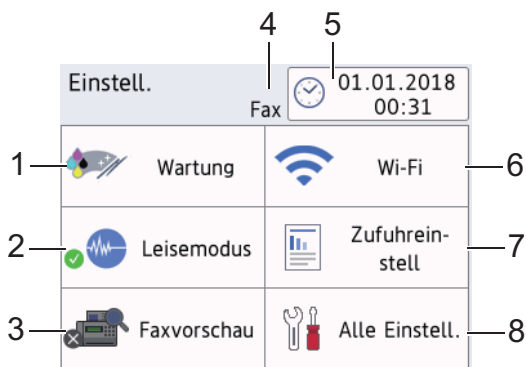 4 5
Einstell.
Fax
01.01.2018
00:31
1 Wartung
Wi-Fi 6
2 Leisemodus
Zufuhrein-
stell 7
3 Faxvorschau
Alle Einstell. 8